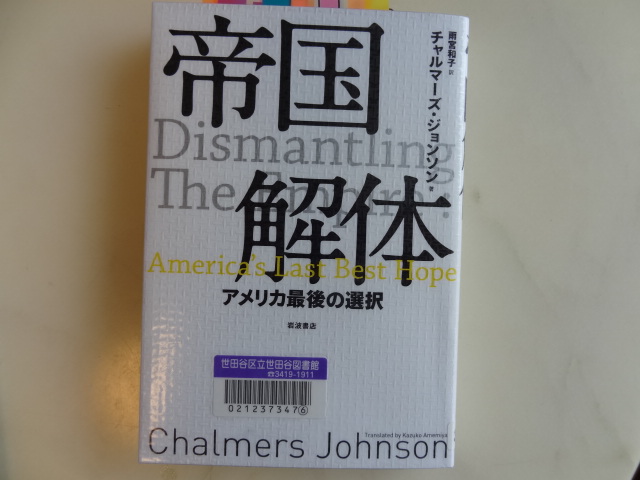 帝国
解体
Dismantling
The Empire :
America's Last Best Hope
アメリカ最後の選択
チャルマーズ・ジョンソン 著
雨宮和子 訳
岩波書店
世田谷区立世田谷図書館
☎3419-1911
021237347⑥
Translated by Kazuko Amemiya
Chalmers Johnson